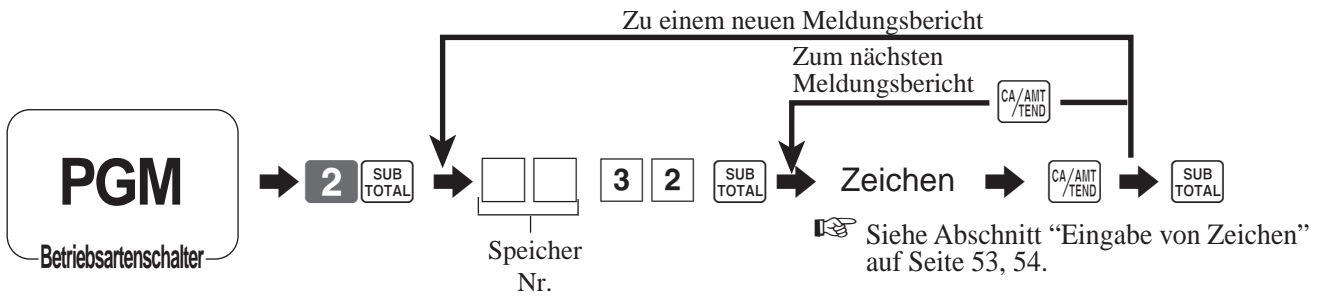 Zu einem neuen Meldungsbericht
Zum nächsten
Meldungsbericht
CA/AMT
/TEND
PGM
Betriebsartenschalter
2 SUB
TOTAL
3 2 SUB
TOTAL
Zeichen
CA/AMT
/TEND
SUB
TOTAL
Speicher
Nr.
☞ Siehe Abschnitt “Eingabe von Zeichen”
auf Seite 53, 54.